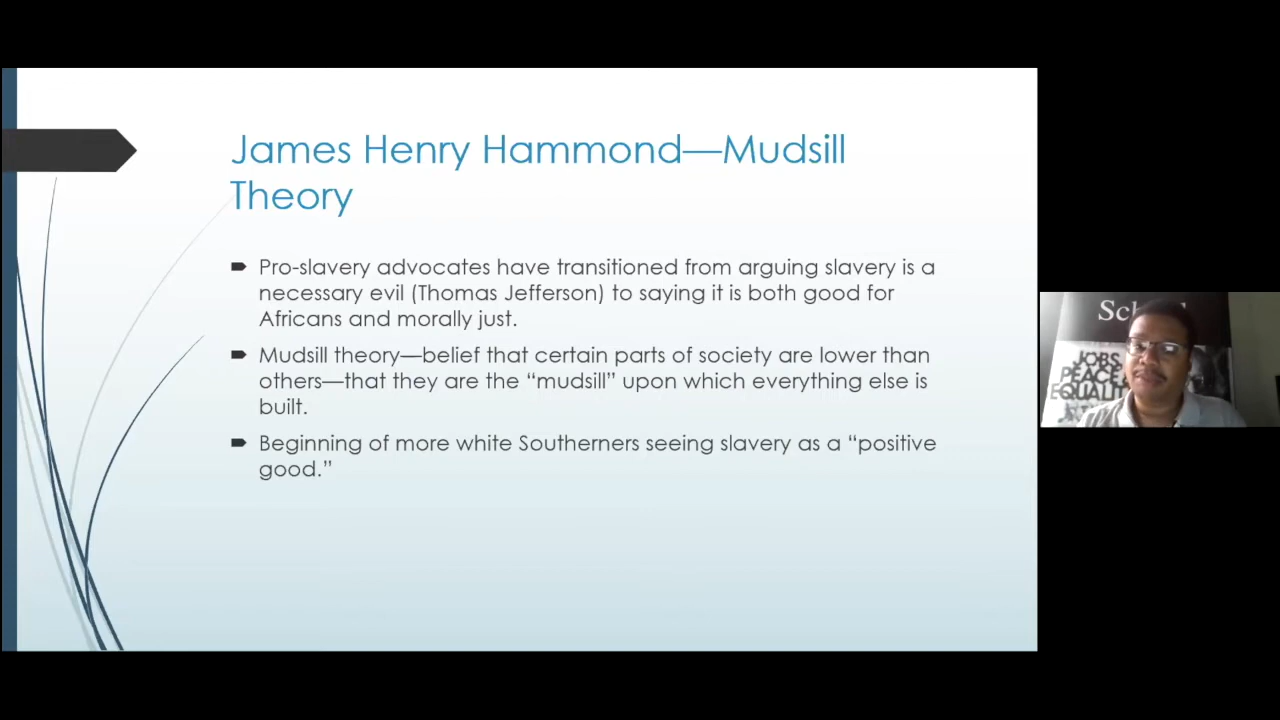 James Henry Hammond—Mudsill
Theory
Pro-slavery advocates have transitioned from arguing slavery is a
necessary evil (Thomas Jefferson) to saying it is both good for
Africans and morally just.
Mudsill theory—belief that certain parts of society are lower than
others—that they are the “mudsill” upon which everything else is
built.
Beginning of more white Southerners seeing slavery as a “positive
good.”
JOBS
PEACE